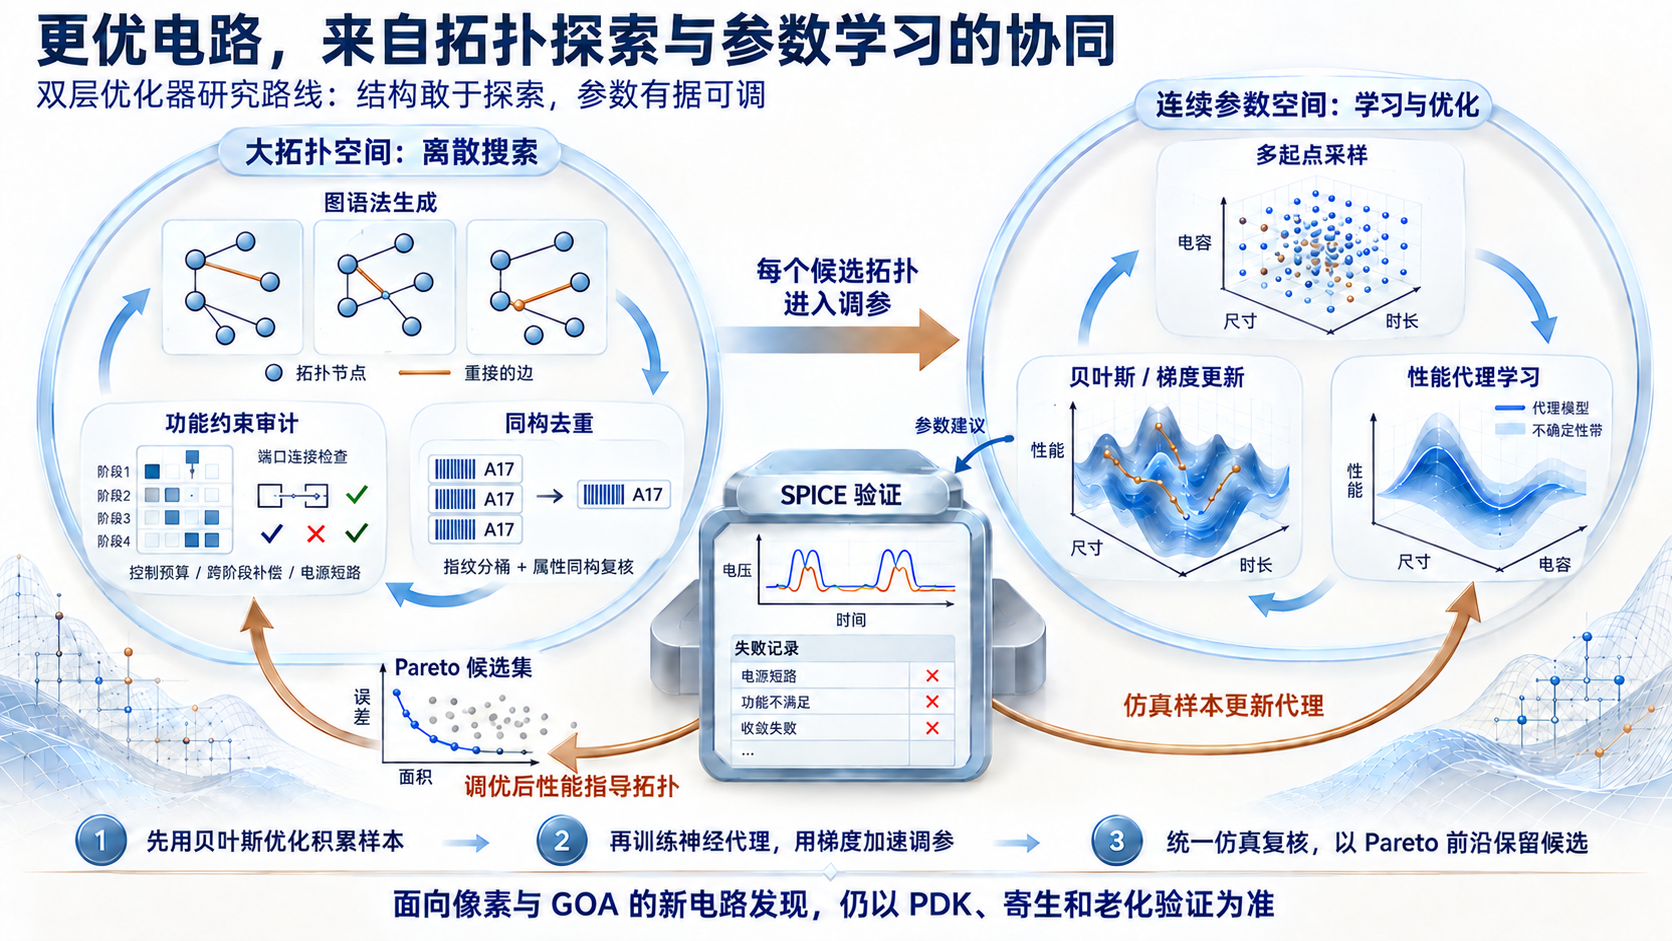 更优电路，来自拓扑探索与参数学习的协同
双层优化器研究路线：结构敢于探索，参数有据可调
大拓扑空间：离散搜索
图语法生成
拓扑节点
重接的边
功能约束审计
阶段1
阶段2
阶段3
阶段4
端口连接检查
控制预算 / 跨阶段补偿 / 电源短路
同构去重
A17
A17
A17
A17
指纹分桶 + 属性同构复核
每个候选拓扑
进入调参
连续参数空间：学习与优化
多起点采样
电容
尺寸
时长
贝叶斯 / 梯度更新
性能
尺寸
时长
性能代理学习
代理模型
不确定性带
性能
尺寸
电容
参数建议
SPICE 验证
电压
时间
失败记录
电源短路
功能不满足
收敛失败
...
Pareto 候选集
误差
面积
调优后性能指导拓扑
仿真样本更新代理
1 先用贝叶斯优化积累样本
2 再训练神经代理，用梯度加速调参
3 统一仿真复核，以 Pareto 前沿保留候选
面向像素与 GOA 的新电路发现，仍以 PDK、寄生和老化验证为准